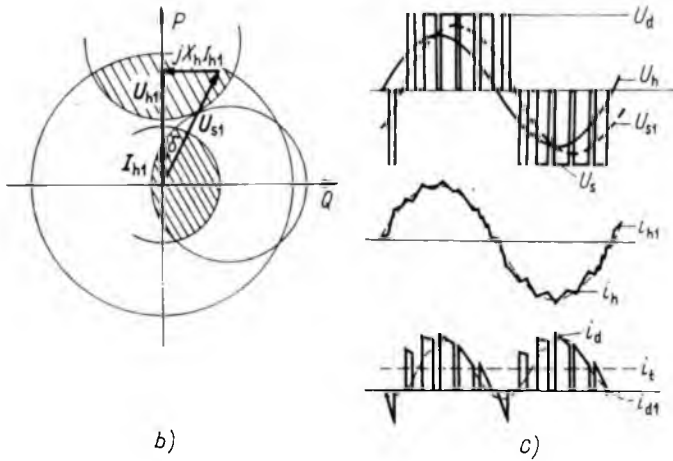 P
jXhIh1
Uh1
Us1
δ
Ih1
Q
b)
Ud
Uh
Us1
Us
ih1
ih
id
it
id1
c)